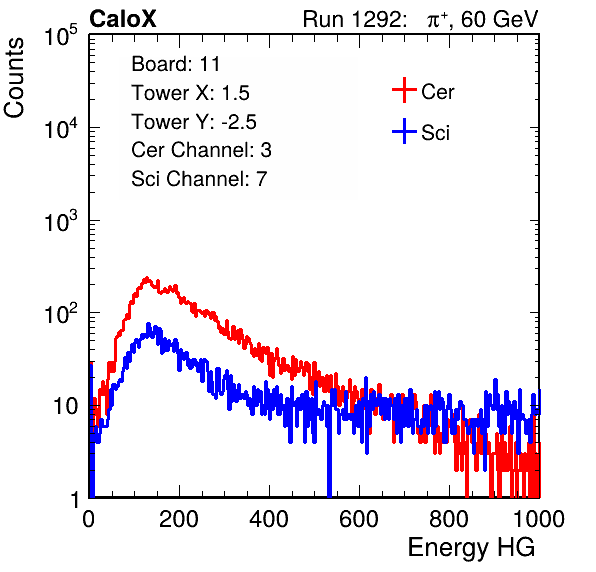 CaloX Run 1292: π⁺, 60 GeV
Counts
Board: 11
Tower X: 1.5
Tower Y: -2.5
Cer Channel: 3
Sci Channel: 7
Cer
Sci
10⁵
10⁴
10³
10²
10
1
0 200 400 600 800 1000
Energy HG